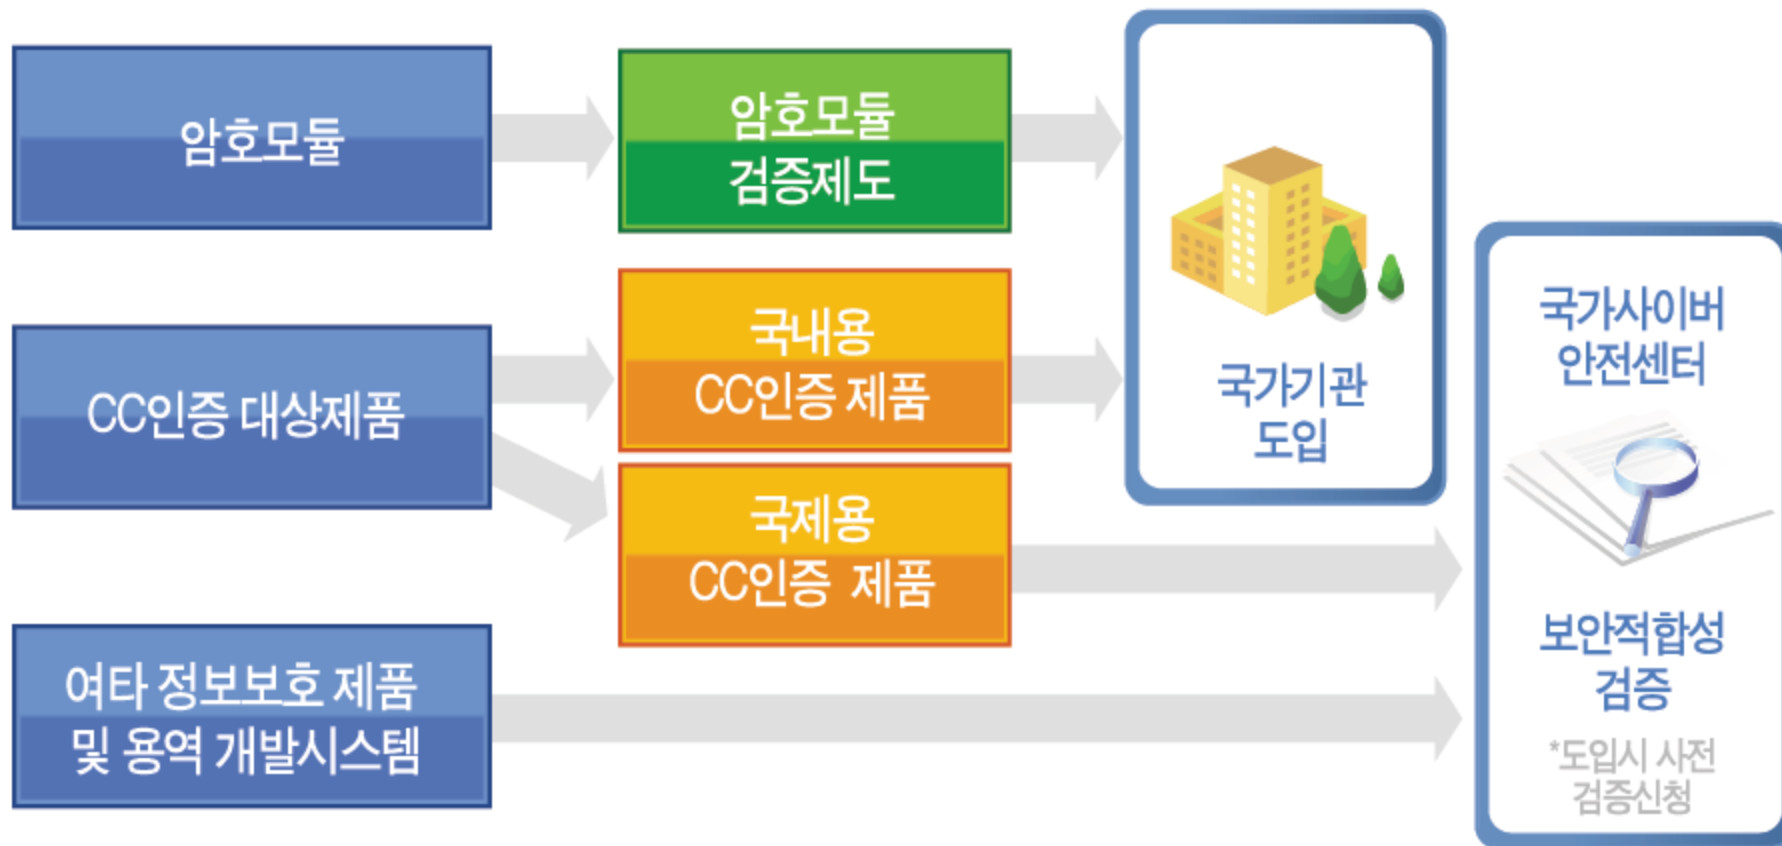 암호모듈
암호모듈
검증제도
CC인증 대상제품
국내용
CC인증 제품
국제용
CC인증 제품
여타 정보보호 제품
및 용역 개발시스템
국가기관
도입
국가사이버
안전센터
보안적합성
검증
*도입시 사전
검증신청